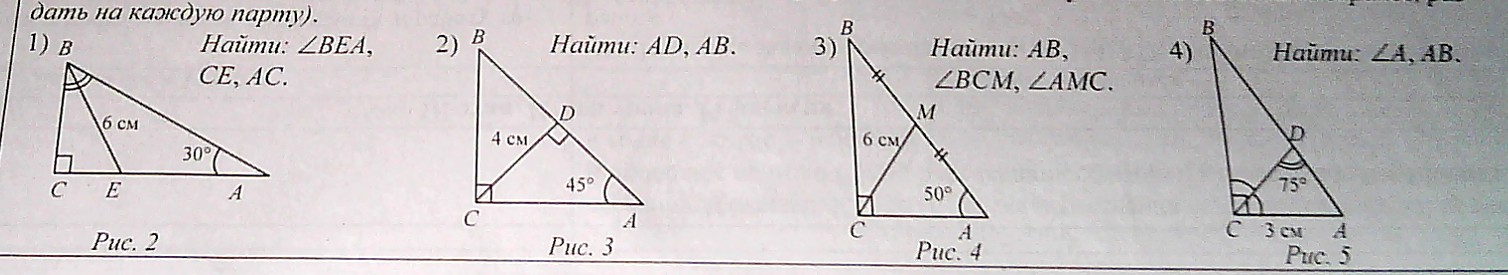 дать на каждую парту).
1) B Найти: ∠BEA,
CE, AC.
6 см
30°
C E A
Рис. 2
2) B Найти: AD, AB.
D
4 см
45°
C A
Рис. 3
3) B Найти: AB,
∠BCM, ∠AMC.
M
6 см
50°
C A
Рис. 4
4) B Найти: ∠A, AB.
D
75°
C 3 см A
Рис. 5